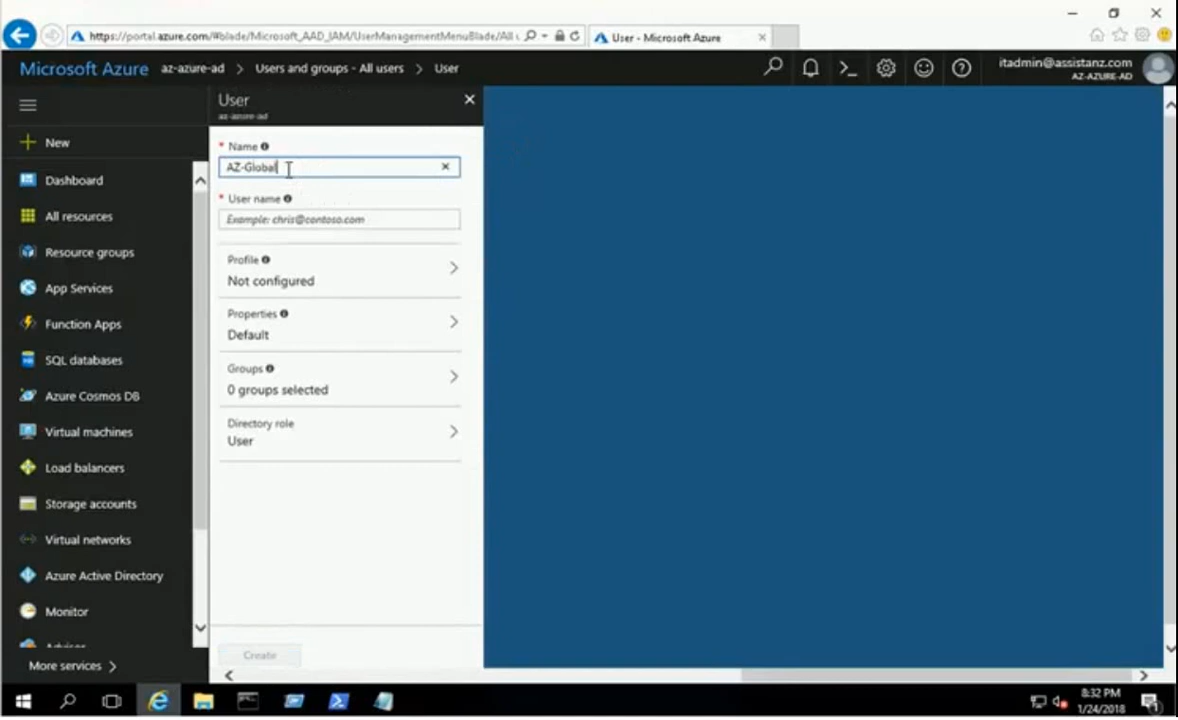 https://portal.azure.com/#blade/Microsoft_AAD_IAM/UserManagementMenuBlade/All u
User - Microsoft Azure
Microsoft Azure az-azure-ad > Users and groups - All users > User
itadmin@assistanz.com
AZ-AZURE-AD
User
az-azure-ad
New
* Name
AZ-Global
* User name
Example: chris@contoso.com
Profile
Not configured
Properties
Default
Groups
0 groups selected
Directory role
User
Create
Dashboard
All resources
Resource groups
App Services
Function Apps
SQL databases
Azure Cosmos DB
Virtual machines
Load balancers
Storage accounts
Virtual networks
Azure Active Directory
Monitor
Advisor
More services >
8:32 PM
1/24/2018